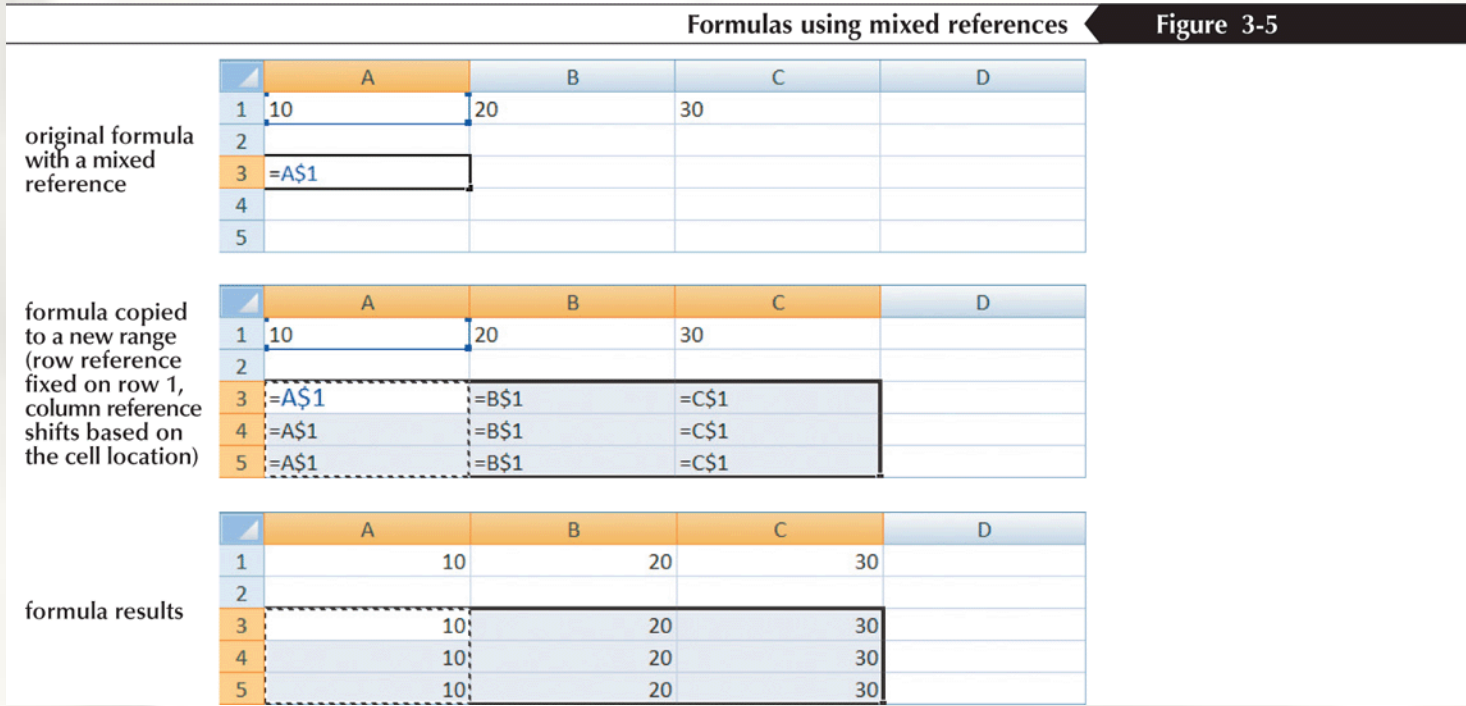 Formulas using mixed references Figure 3-5
A B C D
1 10 20 30
original formula
with a mixed
reference
2
3 =A$1
4
5
formula copied
to a new range
(row reference
fixed on row 1,
column reference
shifts based on
the cell location)
A B C D
1 10 20 30
2
3 =A$1 =B$1 =C$1
4 =A$1 =B$1 =C$1
5 =A$1 =B$1 =C$1
A B C D
1 10 20 30
2
formula results
3 10 20 30
4 10 20 30
5 10 20 30